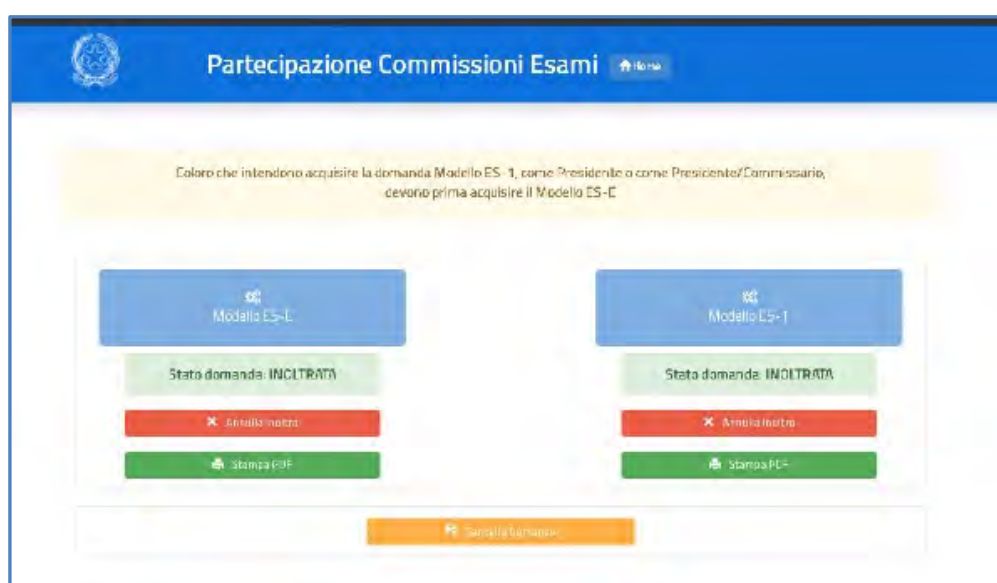 Partecipazione Commissioni Esami Home
Coloro che intendono acquisire la domanda Modello ES-1, come Presidente o come Presidente/Commissario,
devono prima acquisire il Modello ES-E
Modello ES-E
Modello ES-1
Stato domanda: INOLTRATA
Stato domanda: INOLTRATA
Annulla inoltro
Annulla inoltro
Stampa PDF
Stampa PDF